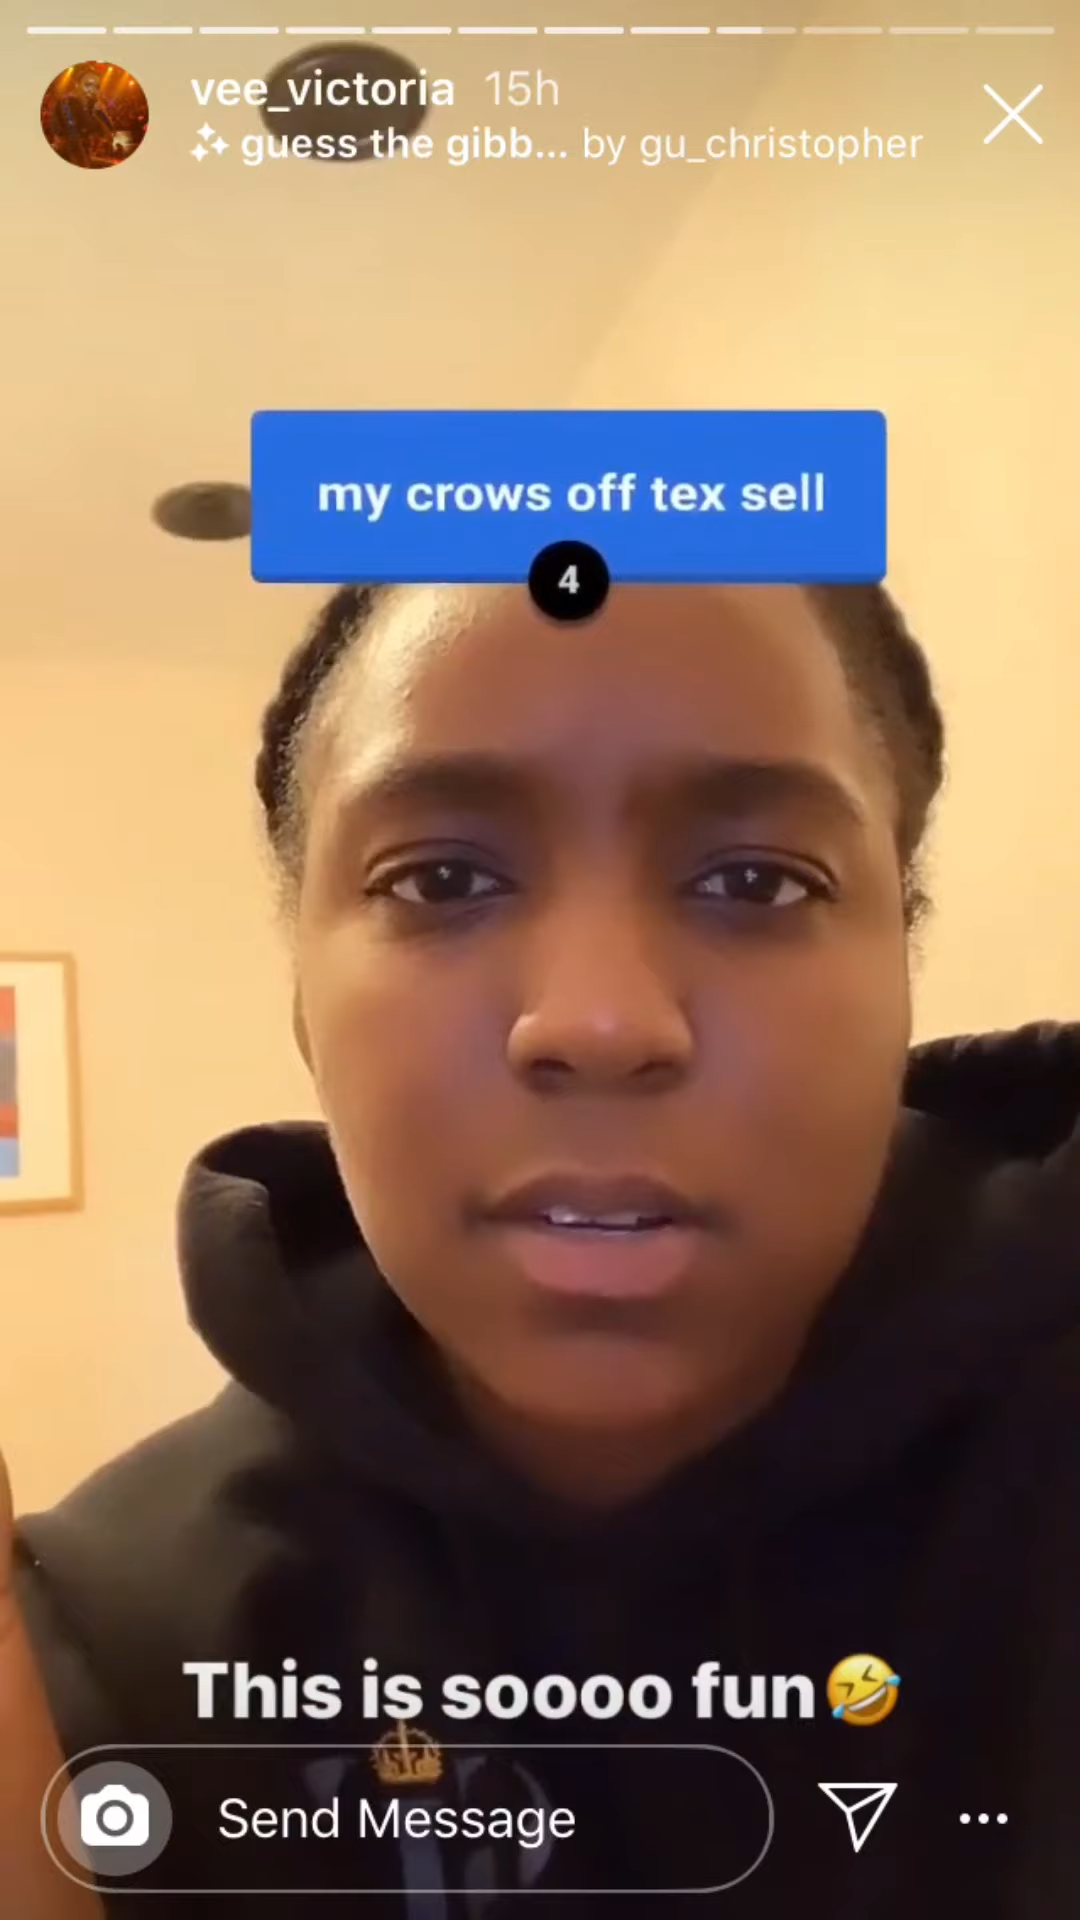 vee_victoria 15h
guess the gibb... by gu_christopher
my crows off tex sell
4
This is soooo fun🤣
Send Message